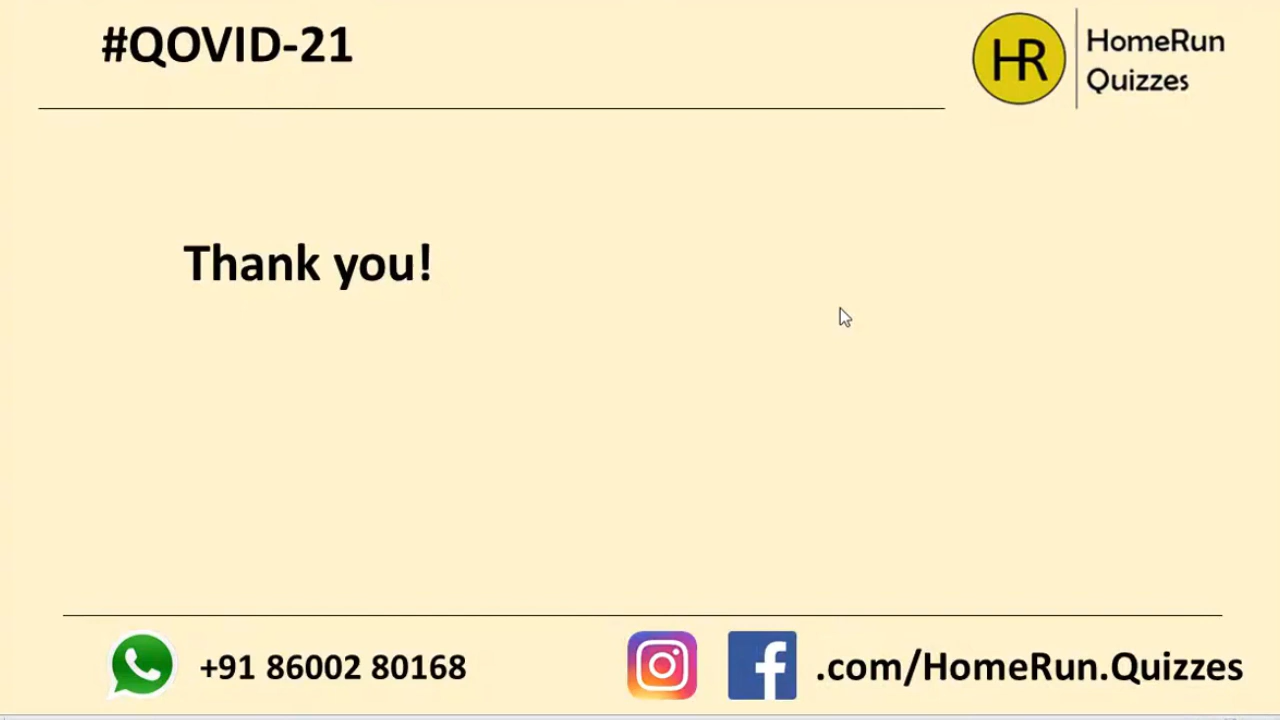 #QOVID-21
HR
HomeRun
Quizzes
Thank you!
+91 86002 80168
.com/HomeRun.Quizzes